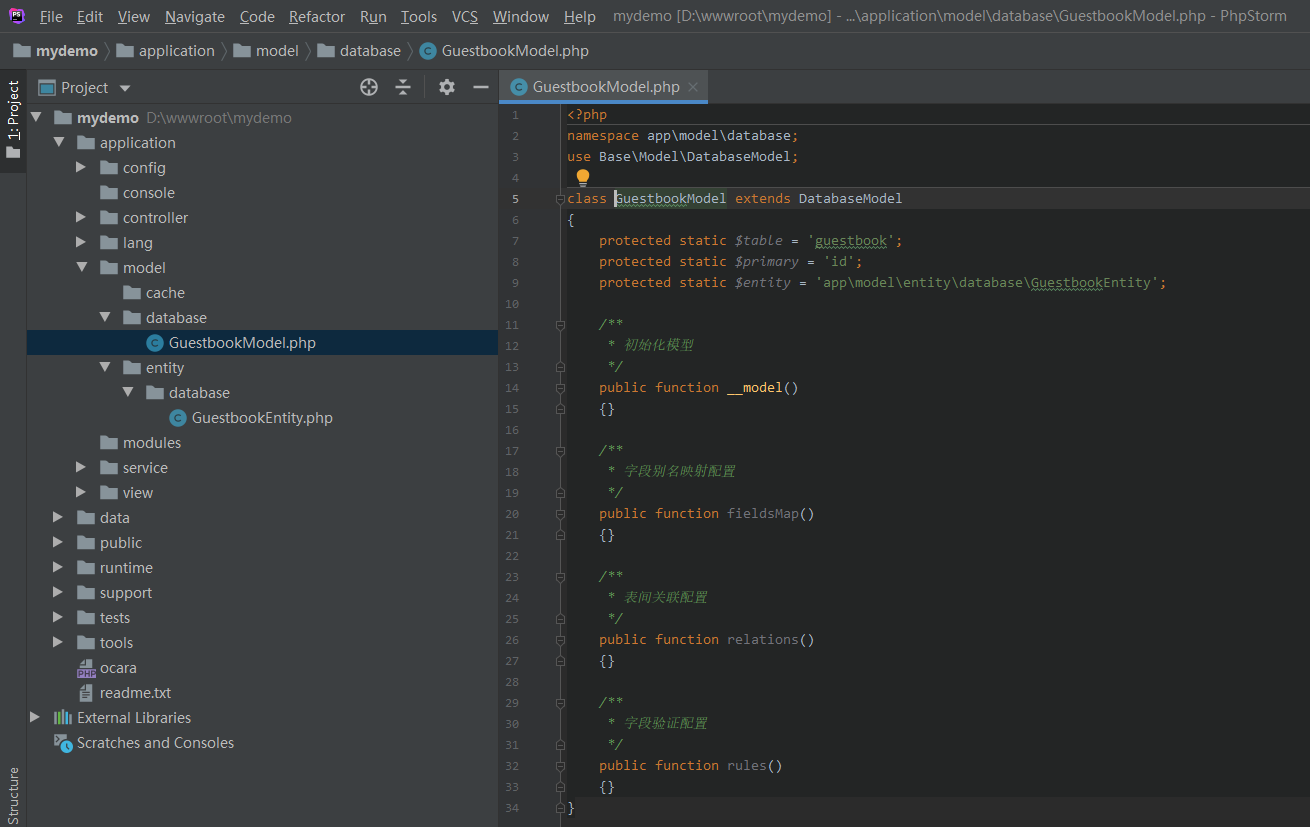 File Edit View Navigate Code Refactor Run Tools VCS Window Help mydemo [D:\wwwroot\mydemo] - ...\application\model\database\GuestbookModel.php - PhpStorm
mydemo application model database GuestbookModel.php
1: Project
Structure
Project
mydemo D:\wwwroot\mydemo
application
config
console
controller
lang
model
cache
database
GuestbookModel.php
entity
database
GuestbookEntity.php
modules
service
view
data
public
runtime
support
tests
tools
ocara
readme.txt
External Libraries
Scratches and Consoles
GuestbookModel.php
1 <?php
2 namespace app\model\database;
3 use Base\Model\DatabaseModel;
4
5 class GuestbookModel extends DatabaseModel
6 {
7 protected static $table = 'guestbook';
8 protected static $primary = 'id';
9 protected static $entity = 'app\model\entity\database\GuestbookEntity';
10
11 /**
12 * 初始化模型
13 */
14 public function __model()
15 {}
16
17 /**
18 * 字段别名映射配置
19 */
20 public function fieldsMap()
21 {}
22
23 /**
24 * 表间关联配置
25 */
26 public function relations()
27 {}
28
29 /**
30 * 字段验证配置
31 */
32 public function rules()
33 {}
34 }